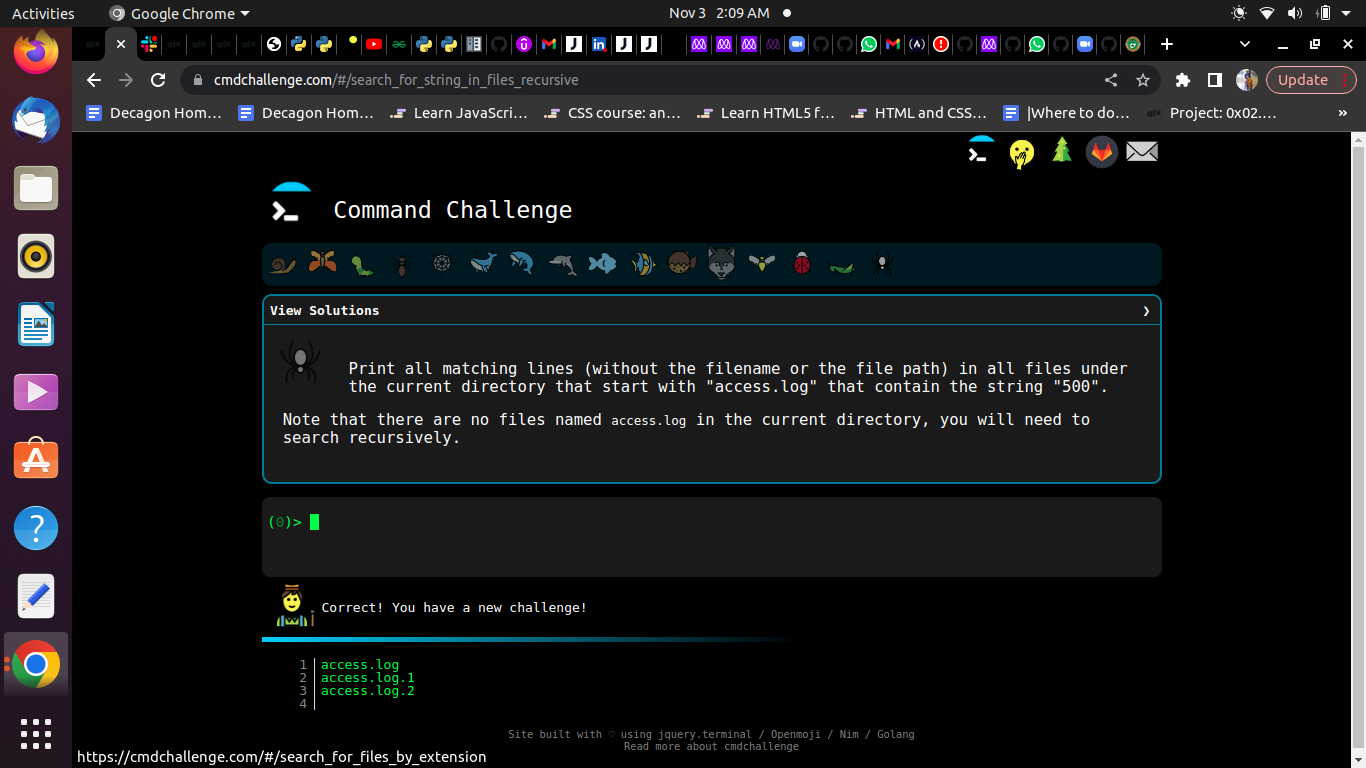 Activities
Google Chrome
Nov 3 2:09 AM
cmdchallenge.com/#/search_for_string_in_files_recursive
Update
Decagon Hom…
Decagon Hom…
Learn JavaScri…
CSS course: an…
Learn HTML5 f…
HTML and CSS…
|Where to do…
Project: 0x02.…
»
Command Challenge
View Solutions
Print all matching lines (without the filename or the file path) in all files under
the current directory that start with "access.log" that contain the string "500".
Note that there are no files named access.log in the current directory, you will need to
search recursively.
(0)>
Correct! You have a new challenge!
1 access.log
2 access.log.1
3 access.log.2
4
Site built with ♡ using jquery.terminal / Openmoji / Nim / Golang
Read more about cmdchallenge
https://cmdchallenge.com/#/search_for_files_by_extension